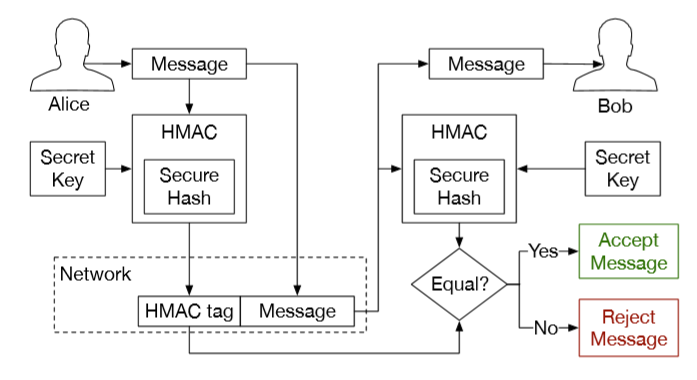 Message
Alice
HMAC
Secret
Key
Secure
Hash
Network
HMAC tag
Message
Message
Bob
HMAC
Secure
Hash
Secret
Key
Equal?
Yes
Accept
Message
No
Reject
Message